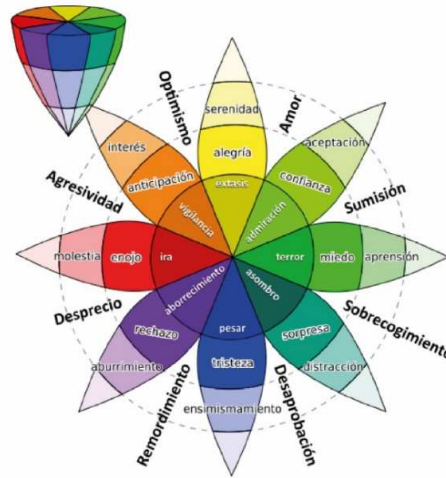 Optimismo
Amor
serenidad
interés
aceptación
alegría
anticipación
confianza
Agresividad
Sumisión
extasis
vigilancia
admiración
molestia
enojo
ira
terror
miedo
aprensión
aborrecimiento
asombro
Desprecio
Sobrecogimiento
rechazo
pesar
sorpresa
aburrimiento
tristeza
distracción
ensimismamiento
Remordimiento
Desaprobación